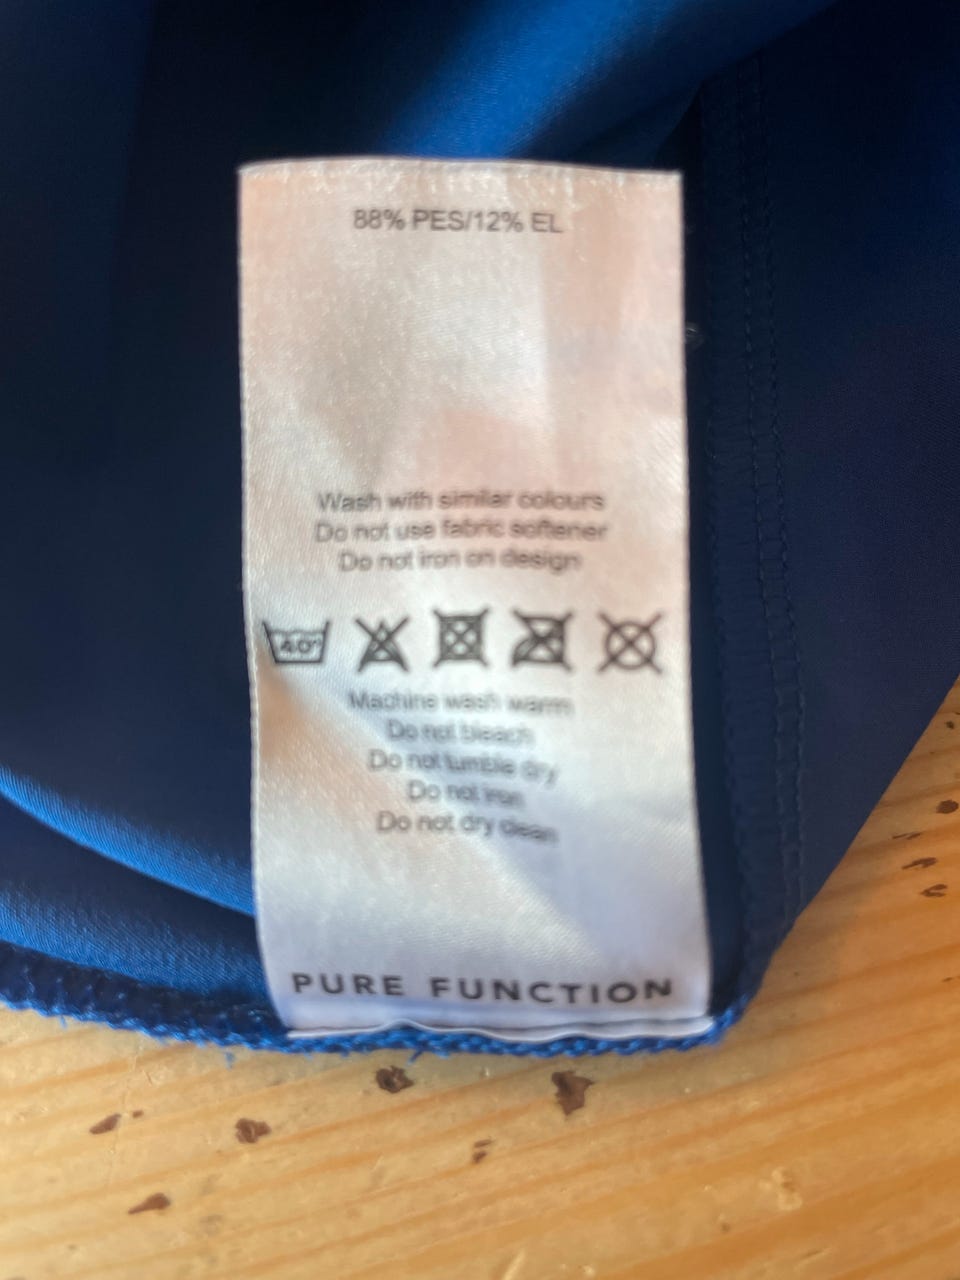 88% PES/12% EL
Wash with similar colours
Do not use fabric softener
Do not iron on design
40°
Machine wash warm
Do not bleach
Do not tumble dry
Do not iron
Do not dry clean
PURE FUNCTION